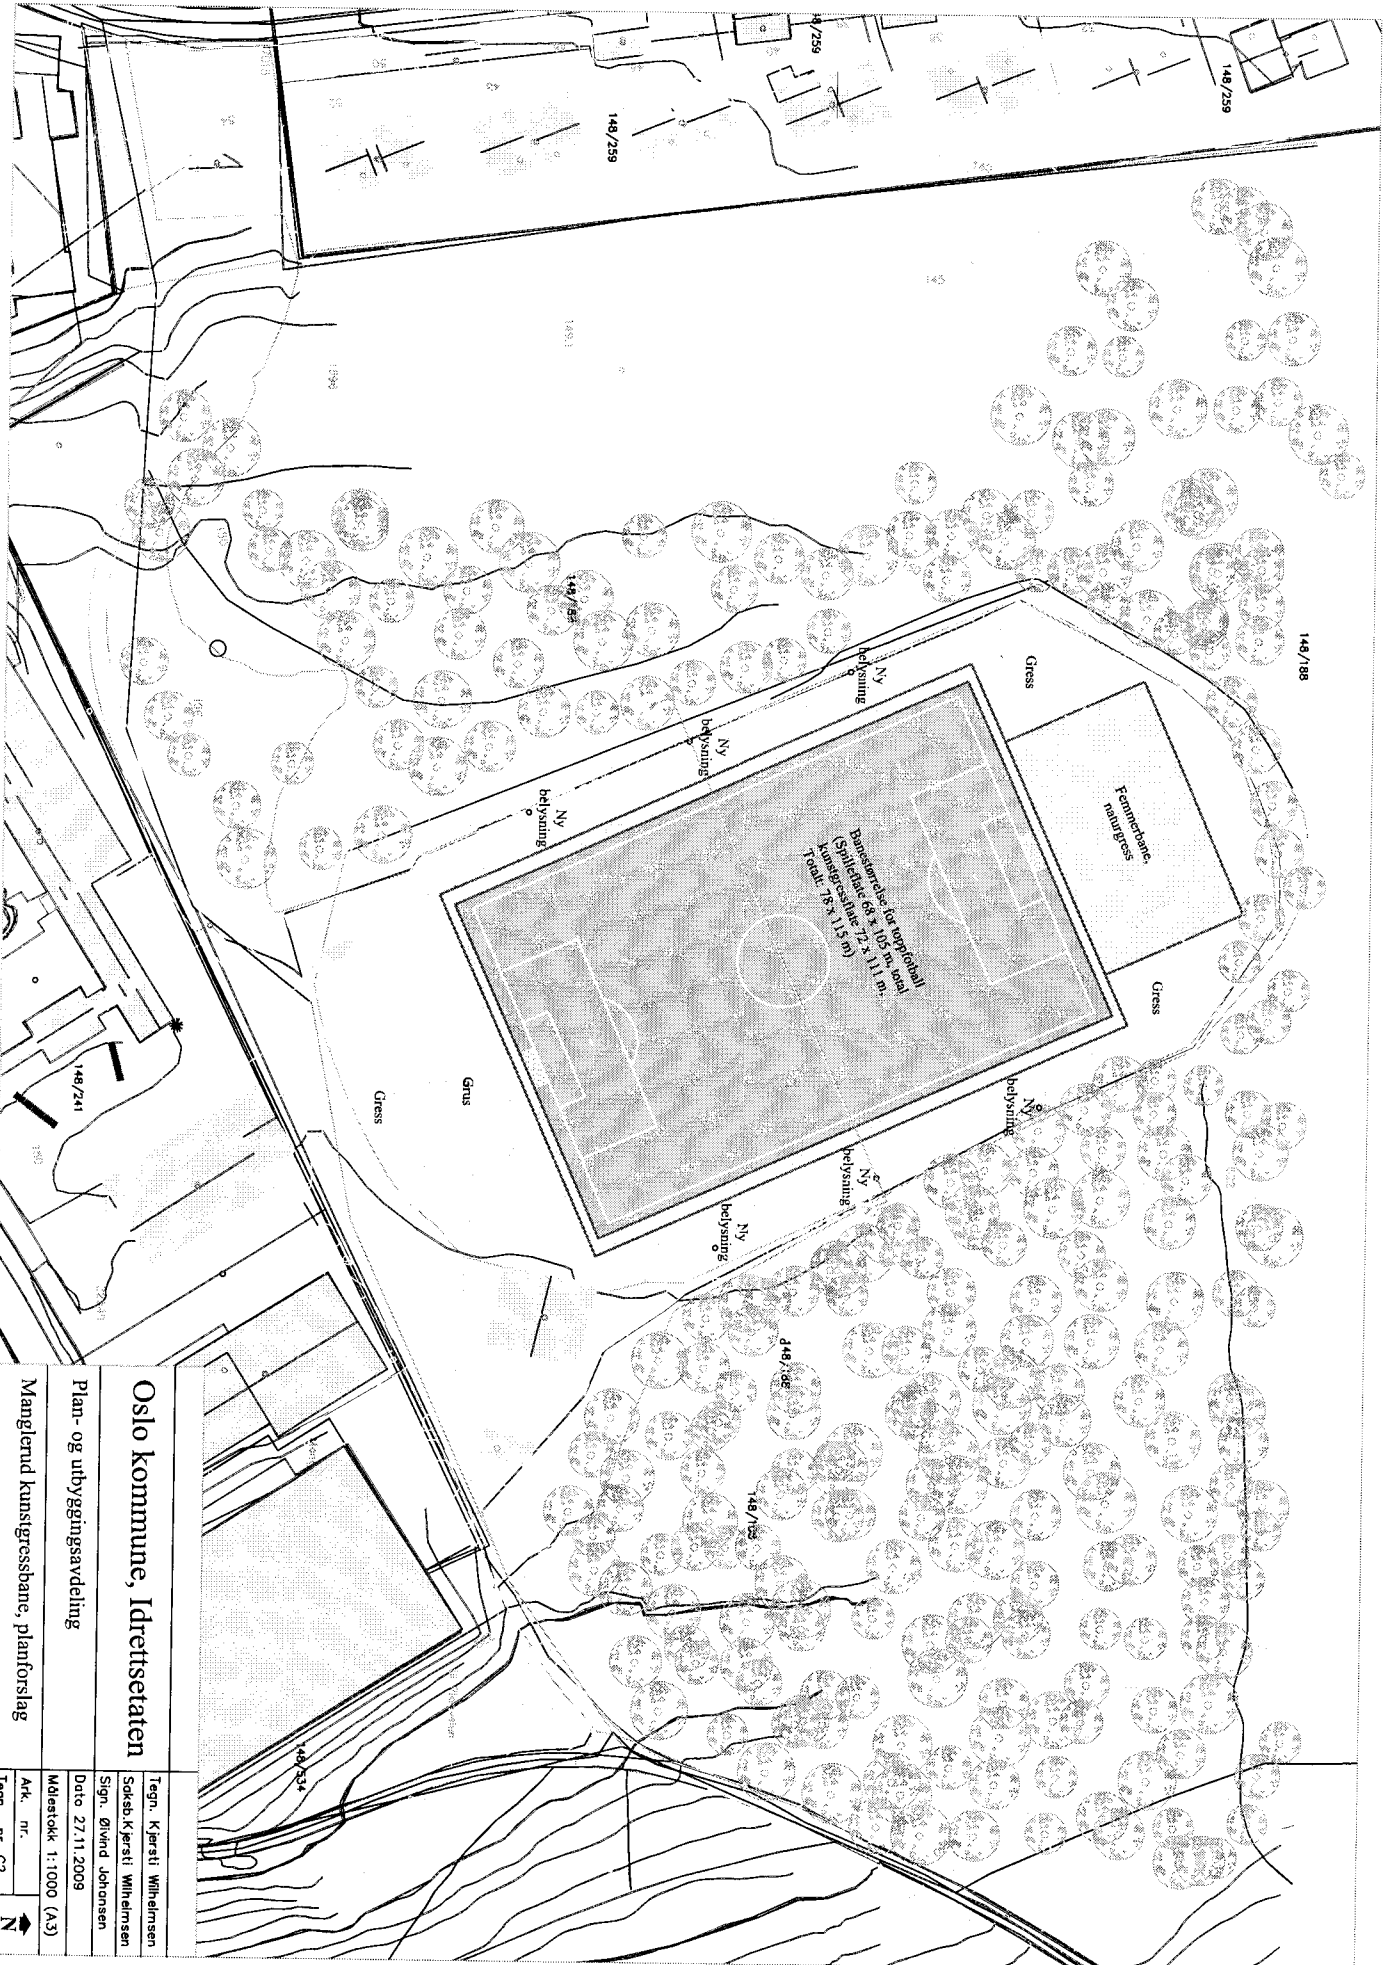 148/259
148/259
148/259
148/188
145
Gress
Femmerbane,
naturgress
Gress
Ny
belysning
Ny
belysning
Ny
belysning
Banestørrelse for toppfotball
(Spilleflate 68 x 105 m, total
kunstgressflate 72 x 111 m,
Totalt: 78 x 115 m)
Ny
belysning
Ny
belysning
Ny
belysning
Grus
Gress
148/241
148/534
Oslo kommune, Idrettsetaten
Plan- og utbyggingsavdeling
Manglerud kunstgressbane, planforslag
Tegn. Kjersti Wilhelmsen
Saksb.Kjersti Wilhelmsen
Sign. Øivind Johansen
Dato 27.11.2009
Målestokk 1:1000 (A3)
Ark. nr.
N